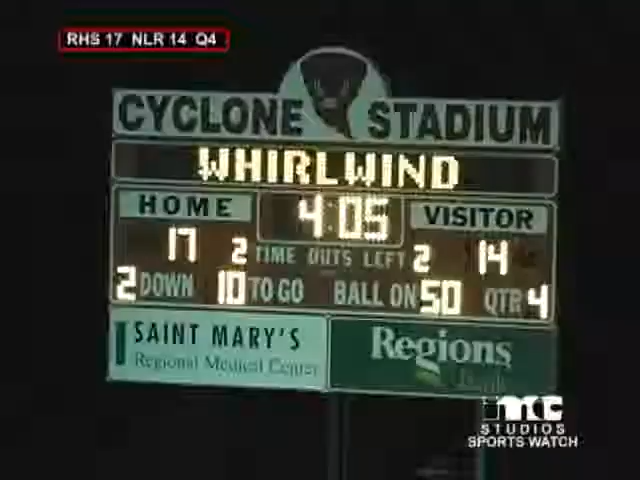 RHS 17 NLR 14 Q4
CYCLONE STADIUM
WHIRLWIND
HOME 4:05 VISITOR
17 2 TIME OUTS LEFT 2 14
2 DOWN 10 TO GO BALL ON 50 QTR 4
SAINT MARY'S
Regional Medical Center
Regions
Bank
imc
STUDIOS
SPORTS WATCH